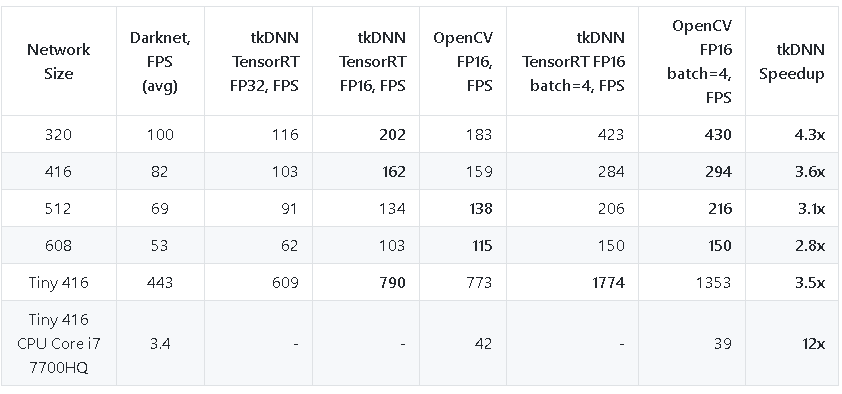 Network Size | Darknet, FPS (avg) | tkDNN TensorRT FP32, FPS | tkDNN TensorRT FP16, FPS | OpenCV FP16, FPS | tkDNN TensorRT FP16 batch=4, FPS | OpenCV FP16 batch=4, FPS | tkDNN Speedup
320 | 100 | 116 | 202 | 183 | 423 | 430 | 4.3x
416 | 82 | 103 | 162 | 159 | 284 | 294 | 3.6x
512 | 69 | 91 | 134 | 138 | 206 | 216 | 3.1x
608 | 53 | 62 | 103 | 115 | 150 | 150 | 2.8x
Tiny 416 | 443 | 609 | 790 | 773 | 1774 | 1353 | 3.5x
Tiny 416 CPU Core i7 7700HQ | 3.4 | - | - | 42 | - | 39 | 12x